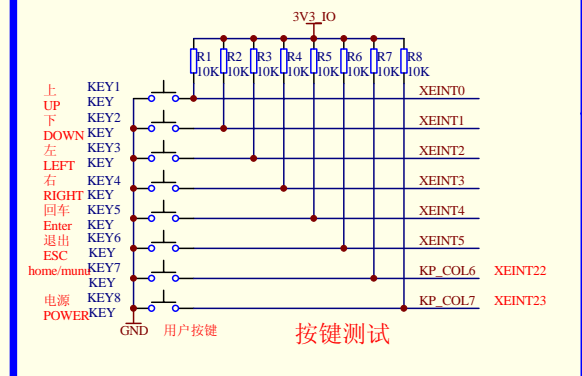 3V3_IO
R1 R2 R3 R4 R5 R6 R7 R8
10K 10K 10K 10K 10K 10K 10K 10K
上 KEY1
UP KEY XEINT0
下 KEY2
DOWN KEY XEINT1
左 KEY3
LEFT KEY XEINT2
右 KEY4
RIGHT KEY XEINT3
回车 KEY5
Enter KEY XEINT4
退出 KEY6
ESC KEY XEINT5
home/munu KEY7
KEY KP_COL6 XEINT22
电源 KEY8
POWER KEY KP_COL7 XEINT23
GND 用户按键 按键测试